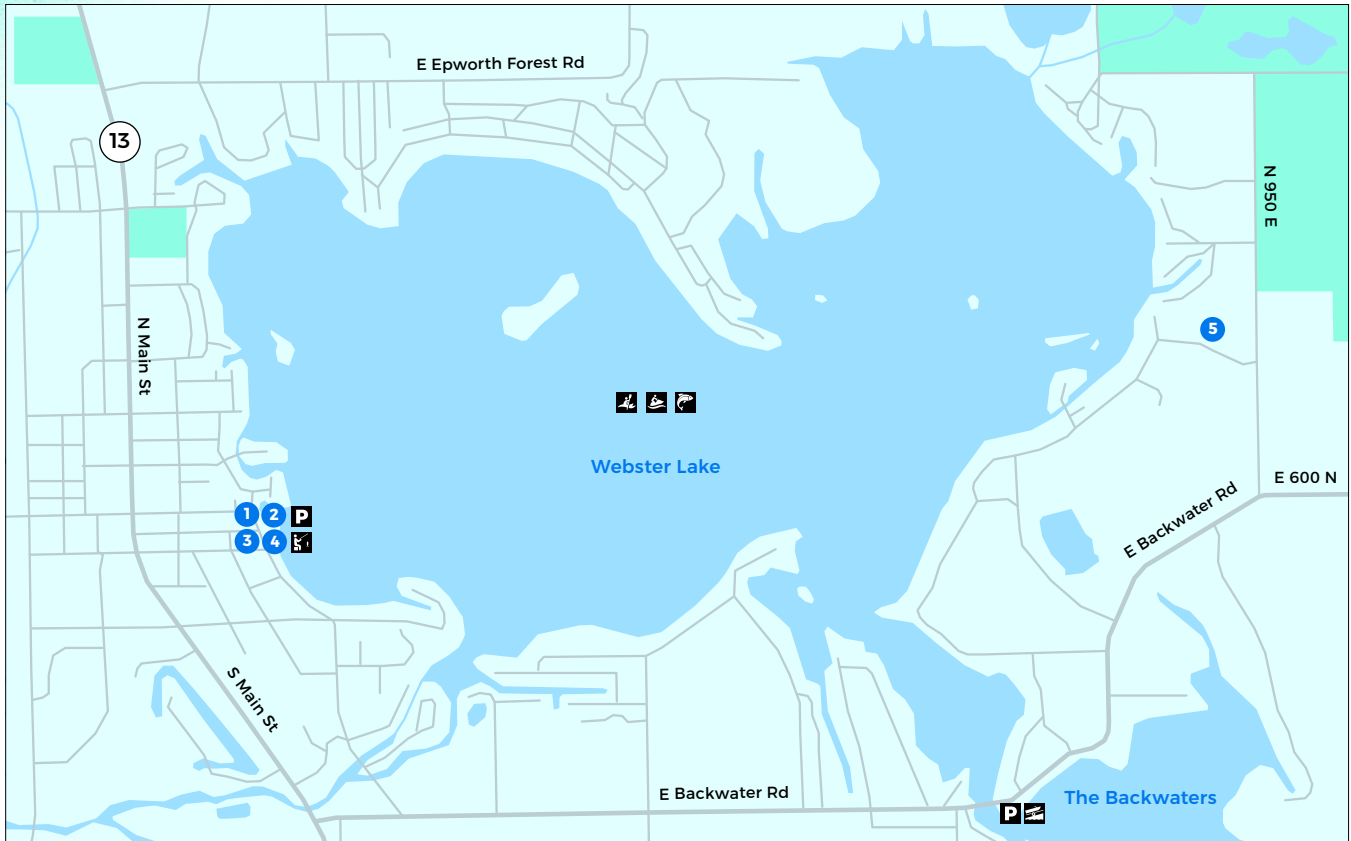 E Epworth Forest Rd
13
N 950 E
N Main St
5
Webster Lake
E 600 N
E Backwater Rd
1 2 P
3 4
S Main St
E Backwater Rd
The Backwaters
P